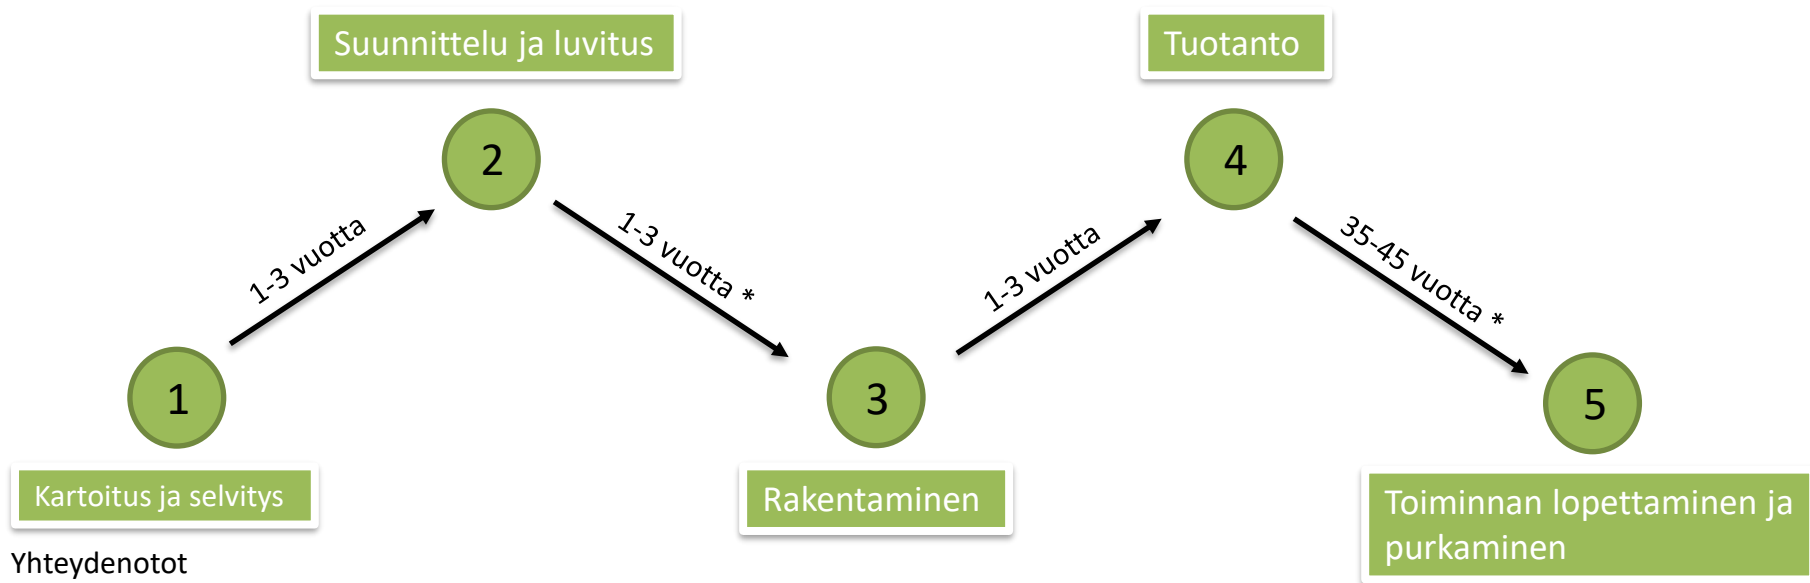 Suunnittelu ja luvitus
Tuotanto
2
4
1-3 vuotta
1-3 vuotta *
1-3 vuotta
35-45 vuotta *
1
3
5
Kartoitus ja selvitys
Rakentaminen
Toiminnan lopettaminen ja
purkaminen
Yhteydenotot